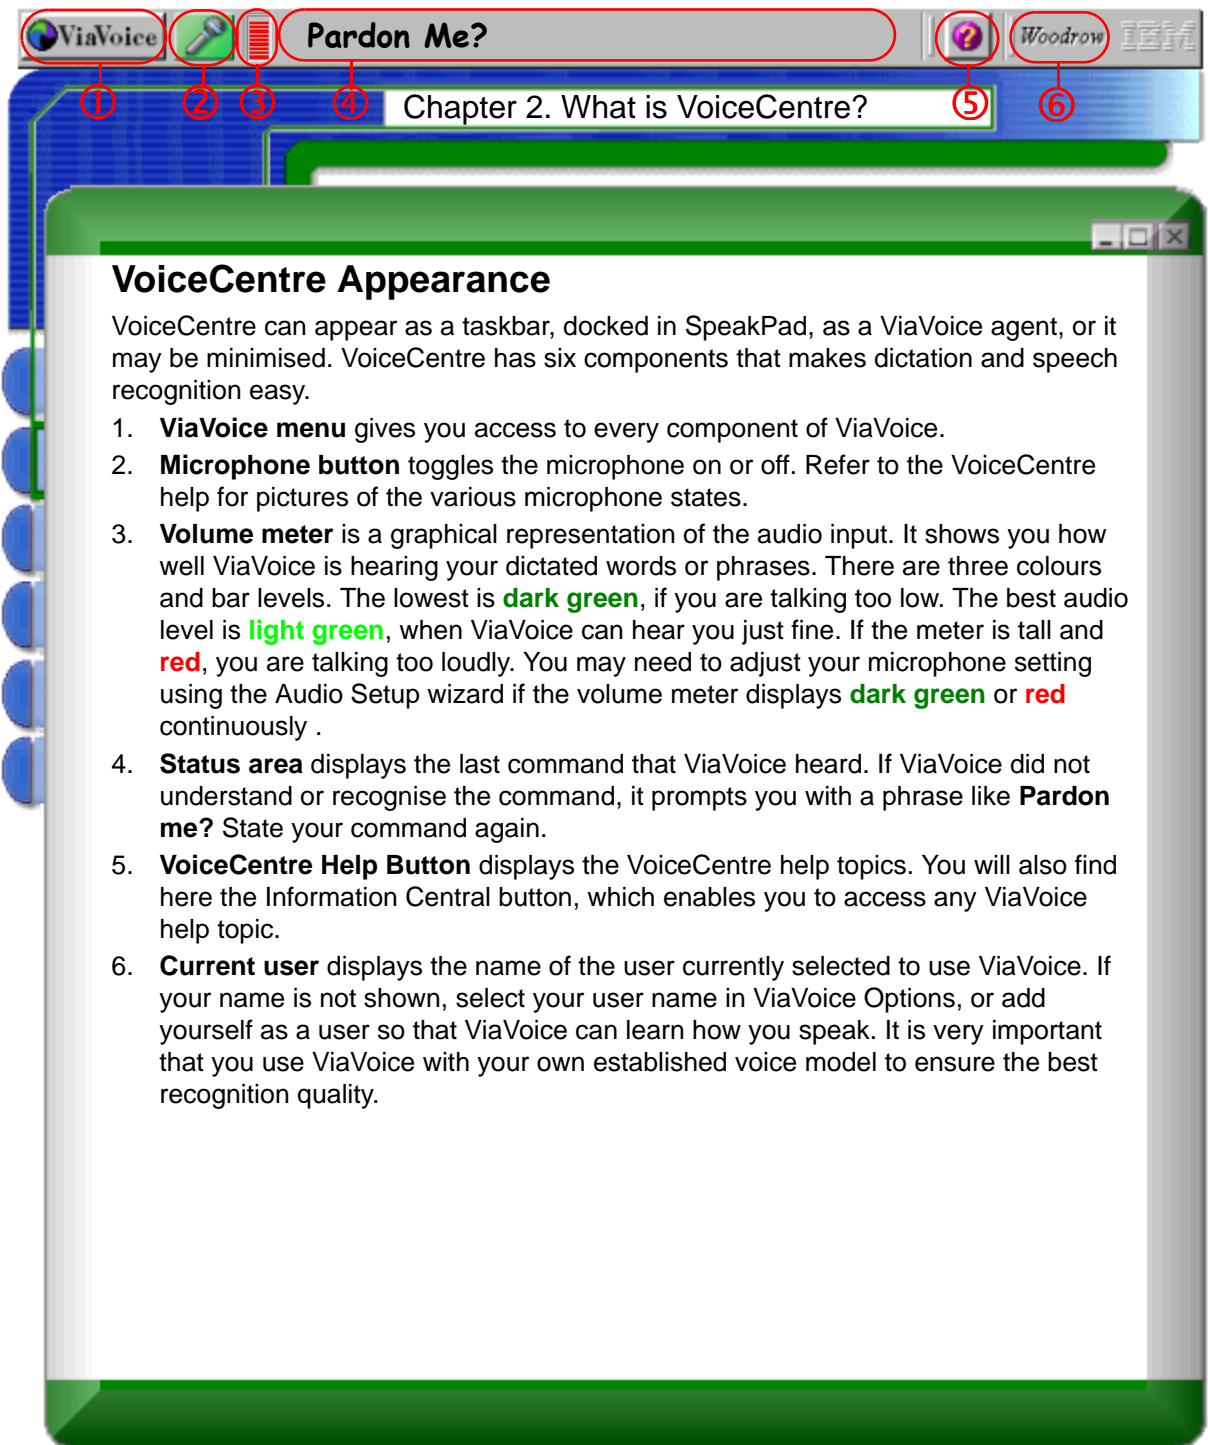 ViaVoice Pardon Me? ? Woodrow IBM
① ② ③ ④ ⑤ ⑥
Chapter 2. What is VoiceCentre?
VoiceCentre Appearance
VoiceCentre can appear as a taskbar, docked in SpeakPad, as a ViaVoice agent, or it
may be minimised. VoiceCentre has six components that makes dictation and speech
recognition easy.
1. ViaVoice menu gives you access to every component of ViaVoice.
2. Microphone button toggles the microphone on or off. Refer to the VoiceCentre
help for pictures of the various microphone states.
3. Volume meter is a graphical representation of the audio input. It shows you how
well ViaVoice is hearing your dictated words or phrases. There are three colours
and bar levels. The lowest is dark green, if you are talking too low. The best audio
level is light green, when ViaVoice can hear you just fine. If the meter is tall and
red, you are talking too loudly. You may need to adjust your microphone setting
using the Audio Setup wizard if the volume meter displays dark green or red
continuously .
4. Status area displays the last command that ViaVoice heard. If ViaVoice did not
understand or recognise the command, it prompts you with a phrase like Pardon
me? State your command again.
5. VoiceCentre Help Button displays the VoiceCentre help topics. You will also find
here the Information Central button, which enables you to access any ViaVoice
help topic.
6. Current user displays the name of the user currently selected to use ViaVoice. If
your name is not shown, select your user name in ViaVoice Options, or add
yourself as a user so that ViaVoice can learn how you speak. It is very important
that you use ViaVoice with your own established voice model to ensure the best
recognition quality.